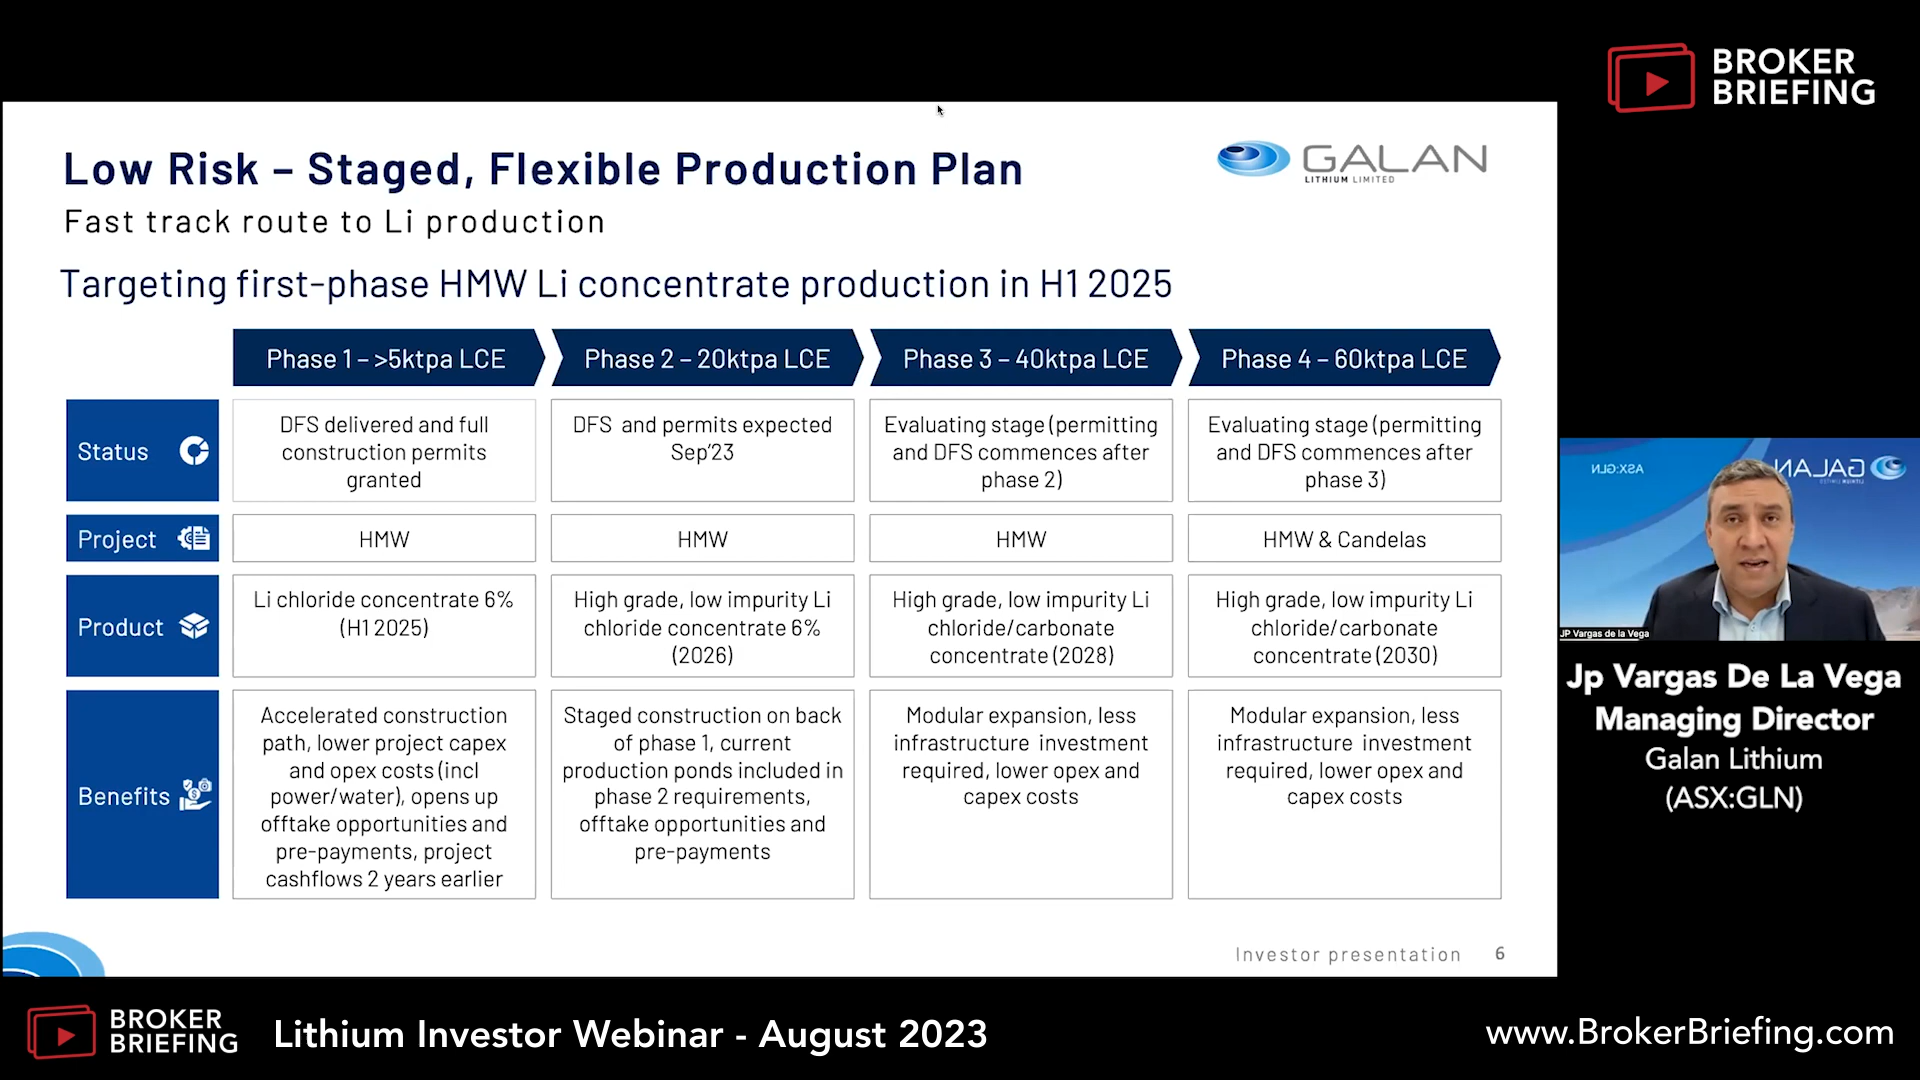 BROKER
BRIEFING
Low Risk – Staged, Flexible Production Plan
GALAN
LITHIUM LIMITED
Fast track route to Li production
Targeting first-phase HMW Li concentrate production in H1 2025
Phase 1 – >5ktpa LCE
Phase 2 – 20ktpa LCE
Phase 3 – 40ktpa LCE
Phase 4 – 60ktpa LCE
Status
DFS delivered and full
construction permits
granted
DFS and permits expected
Sep'23
Evaluating stage (permitting
and DFS commences after
phase 2)
Evaluating stage (permitting
and DFS commences after
phase 3)
Project
HMW
HMW
HMW
HMW & Candelas
Product
Li chloride concentrate 6%
(H1 2025)
High grade, low impurity Li
chloride concentrate 6%
(2026)
High grade, low impurity Li
chloride/carbonate
concentrate (2028)
High grade, low impurity Li
chloride/carbonate
concentrate (2030)
Benefits
Accelerated construction
path, lower project capex
and opex costs (incl
power/water), opens up
offtake opportunities and
pre-payments, project
cashflows 2 years earlier
Staged construction on back
of phase 1, current
production ponds included in
phase 2 requirements,
offtake opportunities and
pre-payments
Modular expansion, less
infrastructure investment
required, lower opex and
capex costs
Modular expansion, less
infrastructure investment
required, lower opex and
capex costs
Investor presentation 6
ASX:GLN
GALAN
JP Vargas de la Vega
Jp Vargas De La Vega
Managing Director
Galan Lithium
(ASX:GLN)
BROKER
BRIEFING
Lithium Investor Webinar - August 2023
www.BrokerBriefing.com